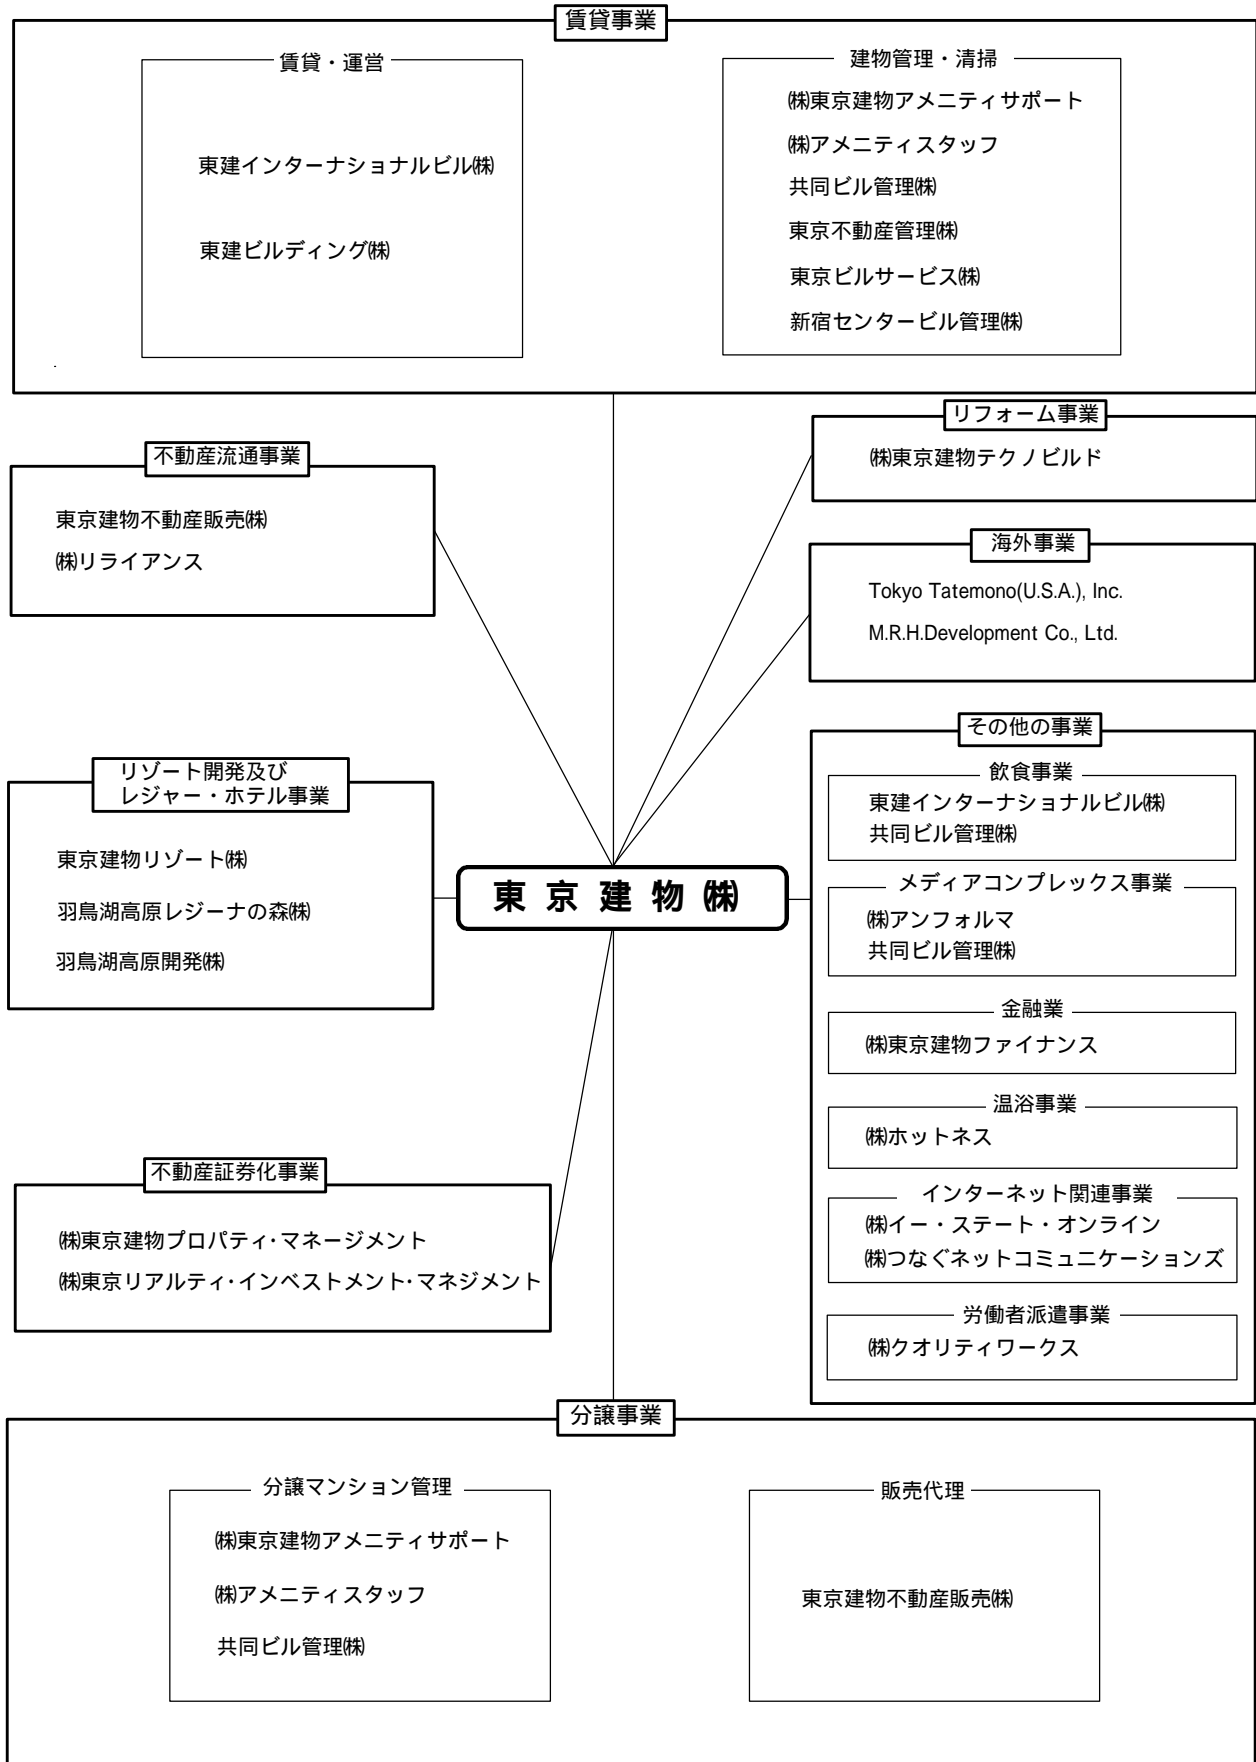 賃貸事業
賃貸・運営
東建インターナショナルビル㈱
東建ビルディング㈱
建物管理・清掃
㈱東京建物アメニティサポート
㈱アメニティスタッフ
共同ビル管理㈱
東京不動産管理㈱
東京ビルサービス㈱
新宿センタービル管理㈱
不動産流通事業
東京建物不動産販売㈱
㈱リライアンス
リフォーム事業
㈱東京建物テクノビルド
海外事業
Tokyo Tatemono(U.S.A.), Inc.
M.R.H.Development Co., Ltd.
リゾート開発及び
レジャー・ホテル事業
東京建物リゾート㈱
羽鳥湖高原レジーナの森㈱
羽鳥湖高原開発㈱
東 京 建 物 ㈱
その他の事業
飲食事業
東建インターナショナルビル㈱
共同ビル管理㈱
メディアコンプレックス事業
㈱アンフォルマ
共同ビル管理㈱
金融業
㈱東京建物ファイナンス
温浴事業
㈱ホットネス
インターネット関連事業
㈱イー・ステート・オンライン
㈱つなぐネットコミュニケーションズ
労働者派遣事業
㈱クオリティワークス
不動産証券化事業
㈱東京建物プロパティ・マネージメント
㈱東京リアルティ・インベストメント・マネジメント
分譲事業
分譲マンション管理
㈱東京建物アメニティサポート
㈱アメニティスタッフ
共同ビル管理㈱
販売代理
東京建物不動産販売㈱